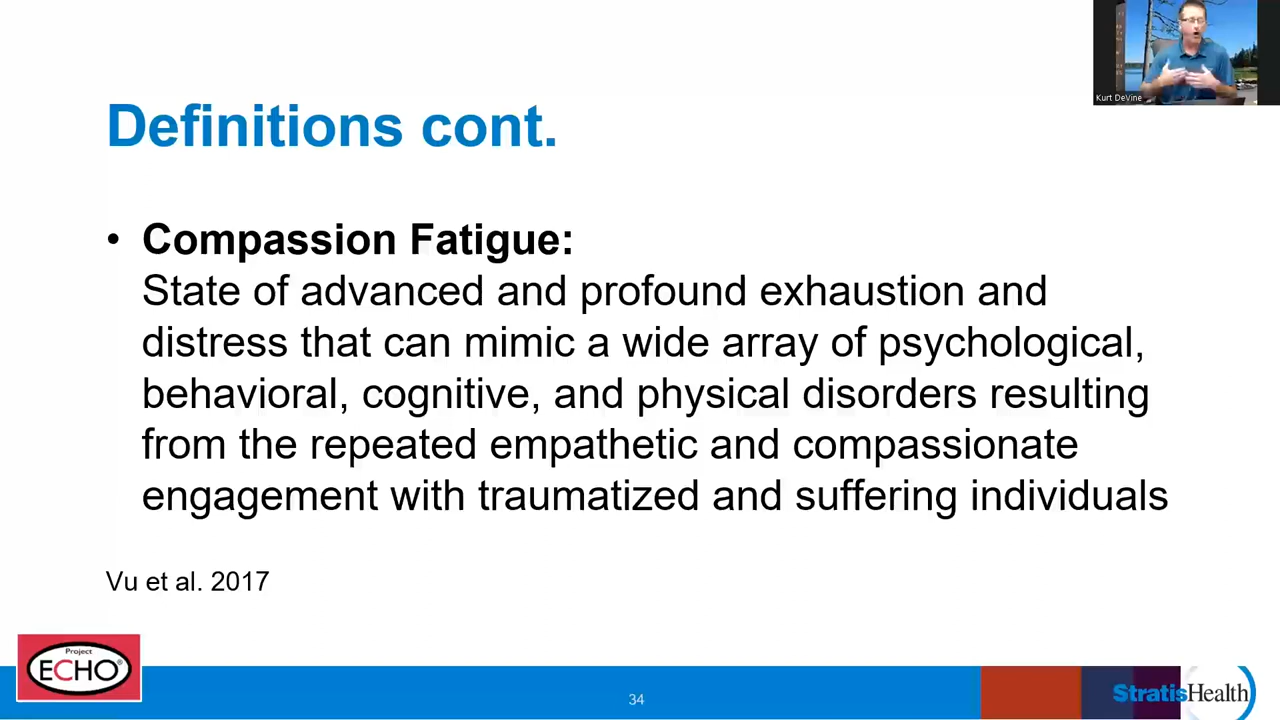 Kurt DeVine
Definitions cont.
• Compassion Fatigue:
State of advanced and profound exhaustion and
distress that can mimic a wide array of psychological,
behavioral, cognitive, and physical disorders resulting
from the repeated empathetic and compassionate
engagement with traumatized and suffering individuals
Vu et al. 2017
Project
ECHO®
34
StratisHealth